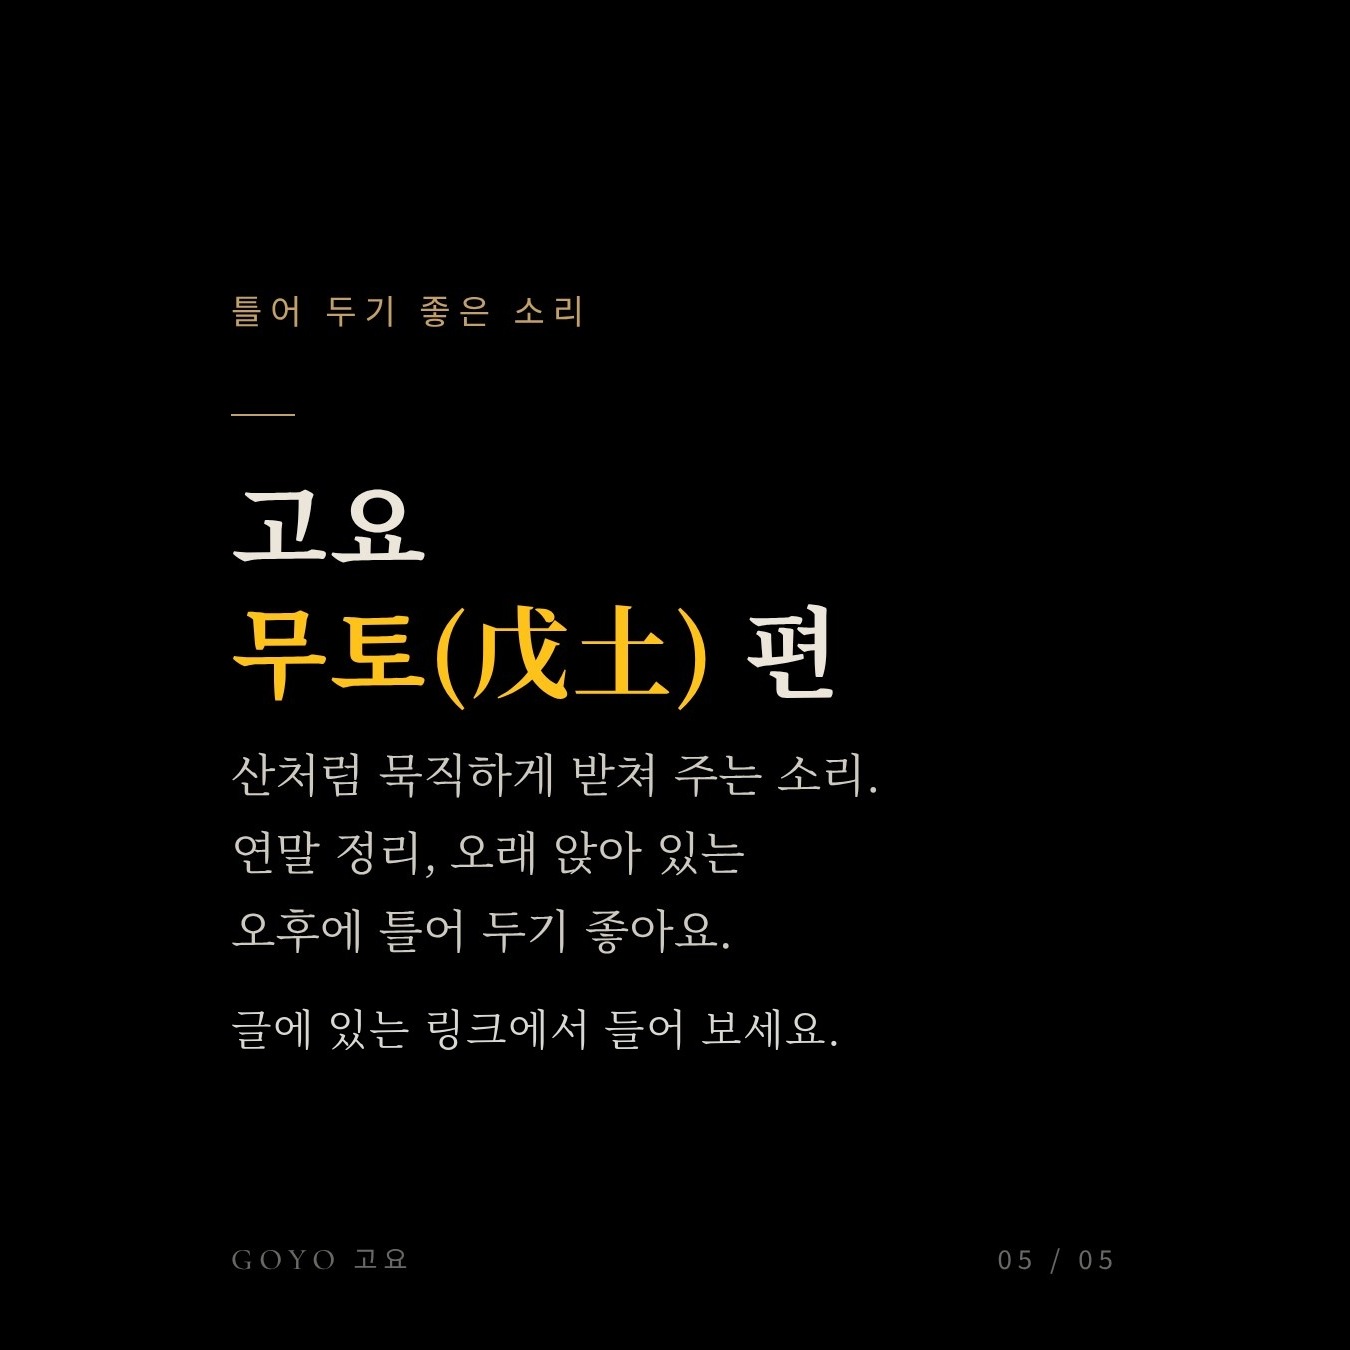 틀어 두기 좋은 소리
고요
무토(戊土) 편
산처럼 묵직하게 받쳐 주는 소리.
연말 정리, 오래 앉아 있는
오후에 틀어 두기 좋아요.
글에 있는 링크에서 들어 보세요.
GOYO 고요
05 / 05